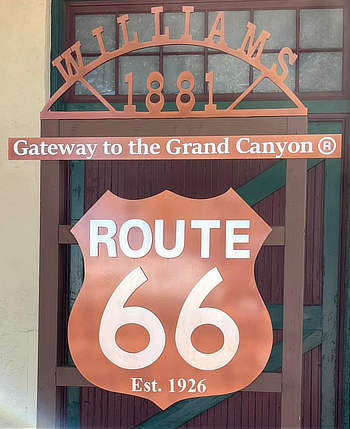 WILLIAMS
1881
Gateway to the Grand Canyon ®
ROUTE
66
Est. 1926